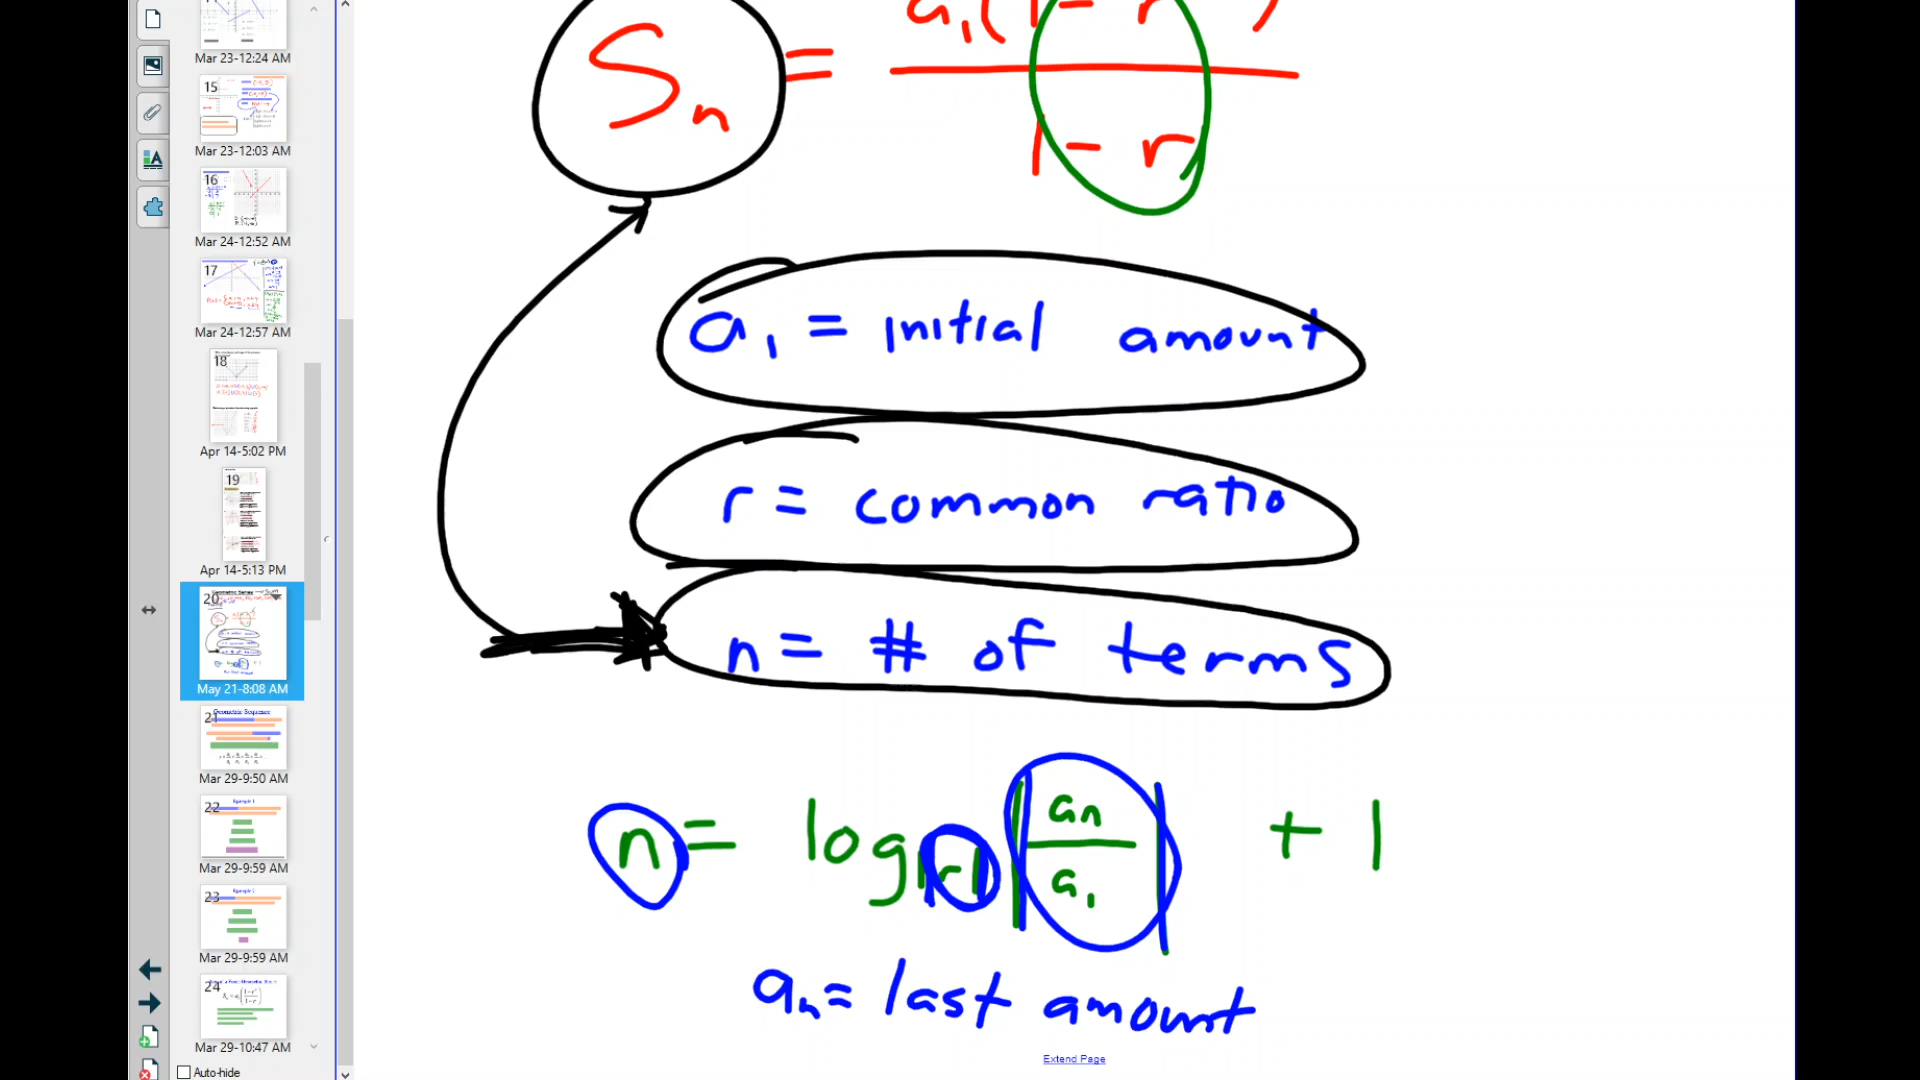 Mar 23-12:24 AM
15
Mar 23-12:03 AM
16
Mar 24-12:52 AM
17
Mar 24-12:57 AM
18
Apr 14-5:02 PM
19
Apr 14-5:13 PM
20
May 21-8:08 AM
21
Geometric Sequence
Mar 29-9:50 AM
22
Example 1
Mar 29-9:59 AM
23
Mar 29-9:59 AM
24
Mar 29-10:47 AM
Auto-hide
Sn = a1(1 - r )
1 - r
a1 = initial amount
r = common ratio
n = # of terms
n = log|r| |an/a1| + 1
an = last amount
Extend Page